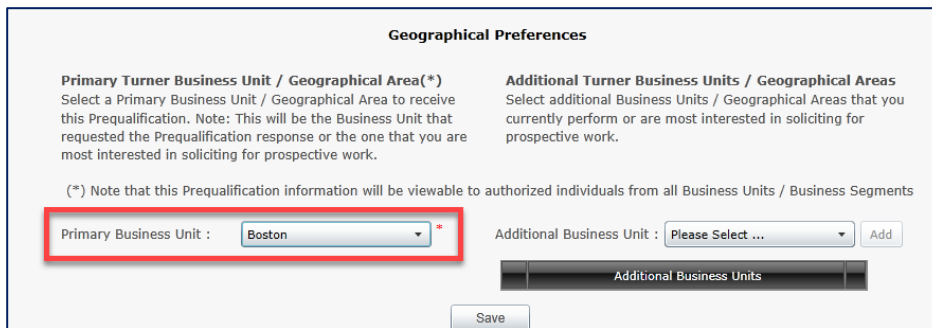 Geographical Preferences
Primary Turner Business Unit / Geographical Area(*)
Select a Primary Business Unit / Geographical Area to receive
this Prequalification. Note: This will be the Business Unit that
requested the Prequalification response or the one that you are
most interested in soliciting for prospective work.
Additional Turner Business Units / Geographical Areas
Select additional Business Units / Geographical Areas that you
currently perform or are most interested in soliciting for
prospective work.
(*) Note that this Prequalification information will be viewable to authorized individuals from all Business Units / Business Segments
Primary Business Unit : Boston *
Additional Business Unit : Please Select ... Add
Additional Business Units
Save